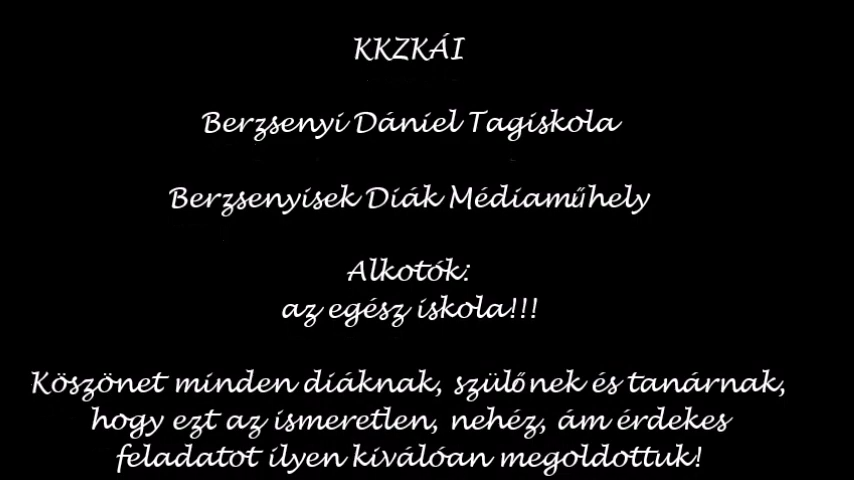 KKZKÁI
Berzsenyi Dániel Tagiskola
Berzsenyisek Diák Médiaműhely
Alkotók:
az egész iskola!!!
Köszönet minden diáknak, szülőnek és tanárnak,
hogy ezt az ismeretlen, nehéz, ám érdekes
feladatot ilyen kiválóan megoldottuk!